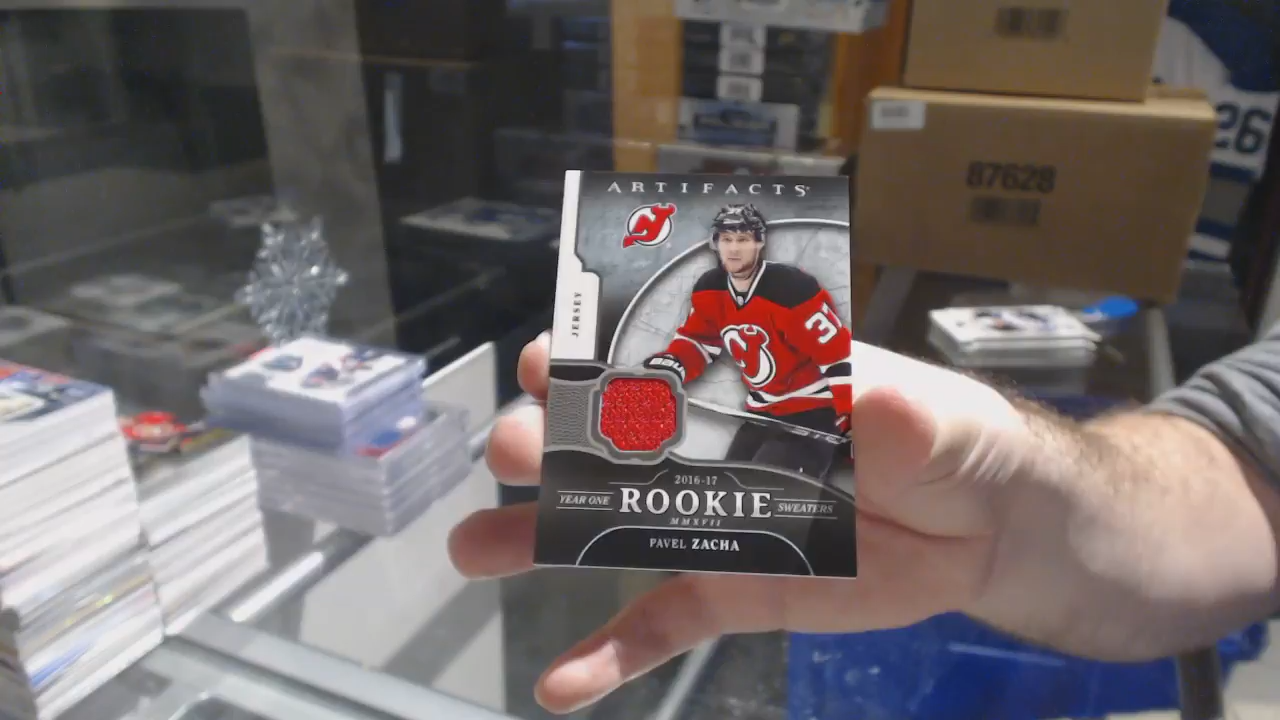 ARTIFACTS
JERSEY
37
2016-17
YEAR ONE ROOKIE SWEATERS
MMXVII
PAVEL ZACHA
87628
26